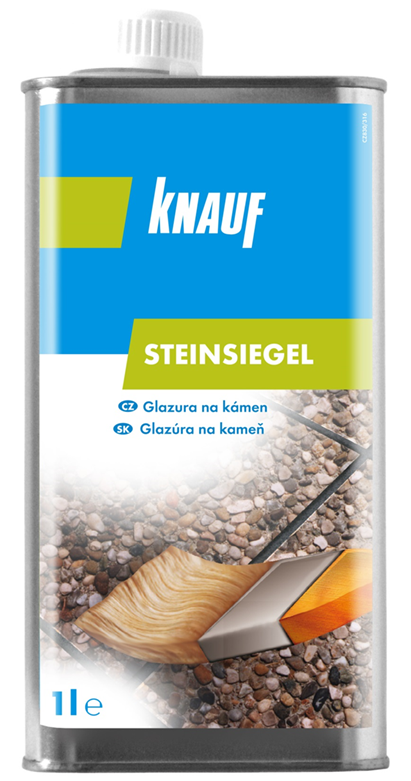 KNAUF
STEINSIEGEL
CZ Glazura na kámen
SK Glazúra na kameň
1l e